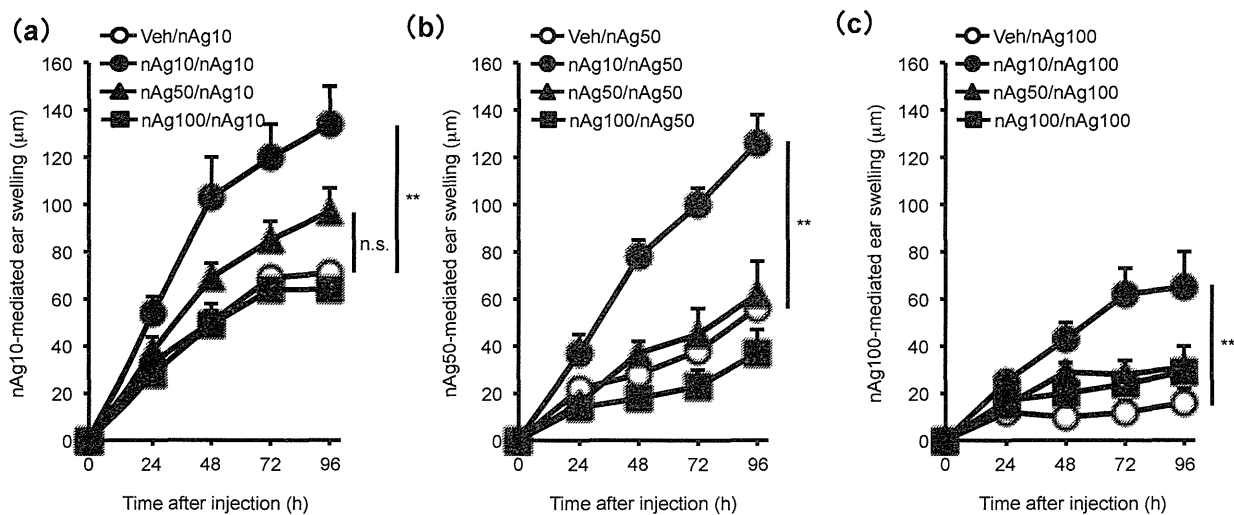 (a)
Veh/nAg10
nAg10/nAg10
nAg50/nAg10
nAg100/nAg10
nAg10-mediated ear swelling (μm)
160
140
120
100
80
60
40
20
0
**
n.s.
0 24 48 72 96
Time after injection (h)
(b)
Veh/nAg50
nAg10/nAg50
nAg50/nAg50
nAg100/nAg50
nAg50-mediated ear swelling (μm)
160
140
120
100
80
60
40
20
0
**
0 24 48 72 96
Time after injection (h)
(c)
Veh/nAg100
nAg10/nAg100
nAg50/nAg100
nAg100/nAg100
nAg100-mediated ear swelling (μm)
160
140
120
100
80
60
40
20
0
**
0 24 48 72 96
Time after injection (h)